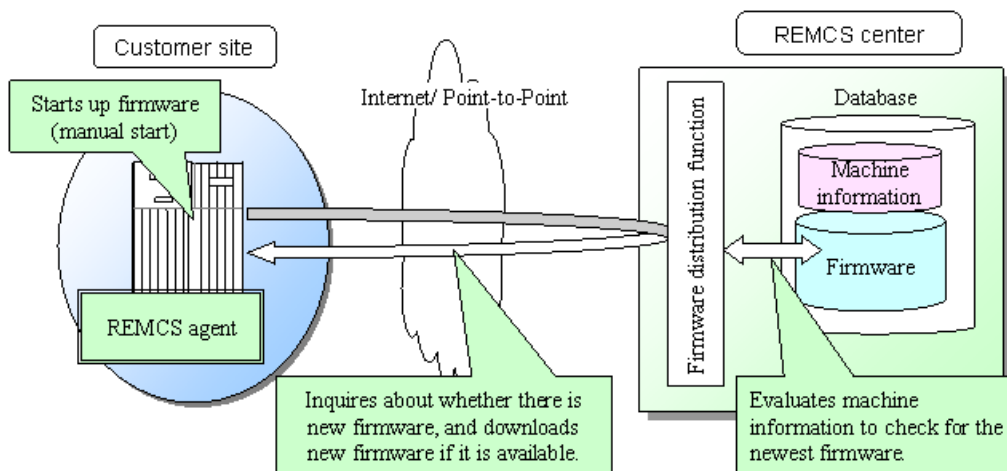 Customer site
REMCS center
Starts up firmware
(manual start)
Internet/ Point-to-Point
Database
Machine
information
Firmware
Firmware distribution function
REMCS agent
Inquires about whether there is
new firmware, and downloads
new firmware if it is available.
Evaluates machine
information to check for the
newest firmware.